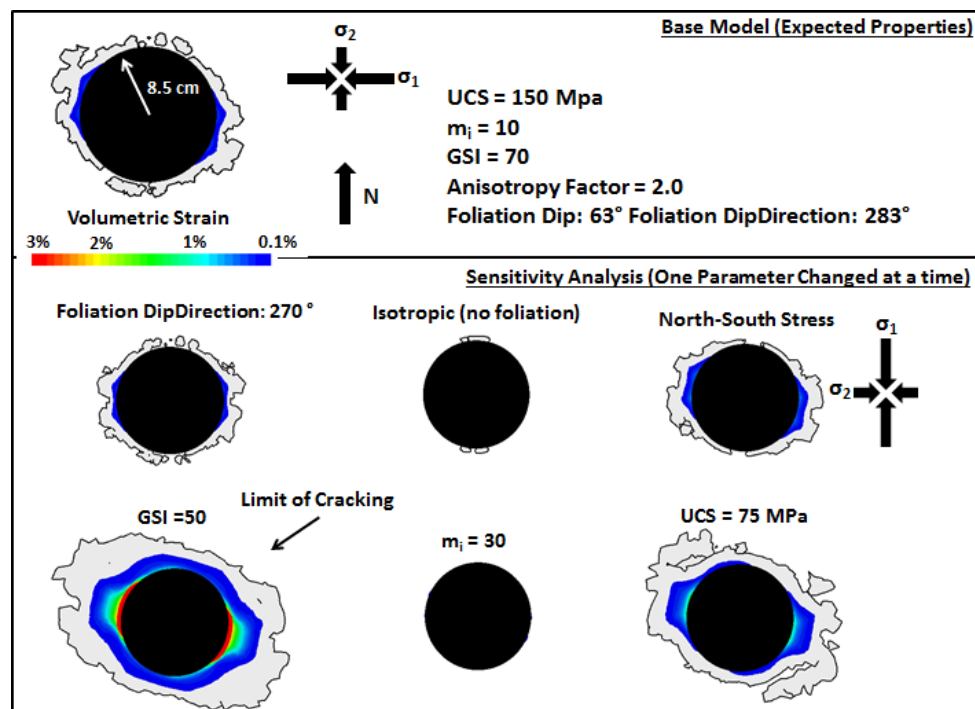 Base Model (Expected Properties)
σ2
8.5 cm
σ1
UCS = 150 Mpa
mi = 10
GSI = 70
Anisotropy Factor = 2.0
Foliation Dip: 63° Foliation DipDirection: 283°
N
Volumetric Strain
3% 2% 1% 0.1%
Sensitivity Analysis (One Parameter Changed at a time)
Foliation DipDirection: 270 °
Isotropic (no foliation)
North-South Stress
σ1
σ2
Limit of Cracking
GSI =50
mi = 30
UCS = 75 MPa